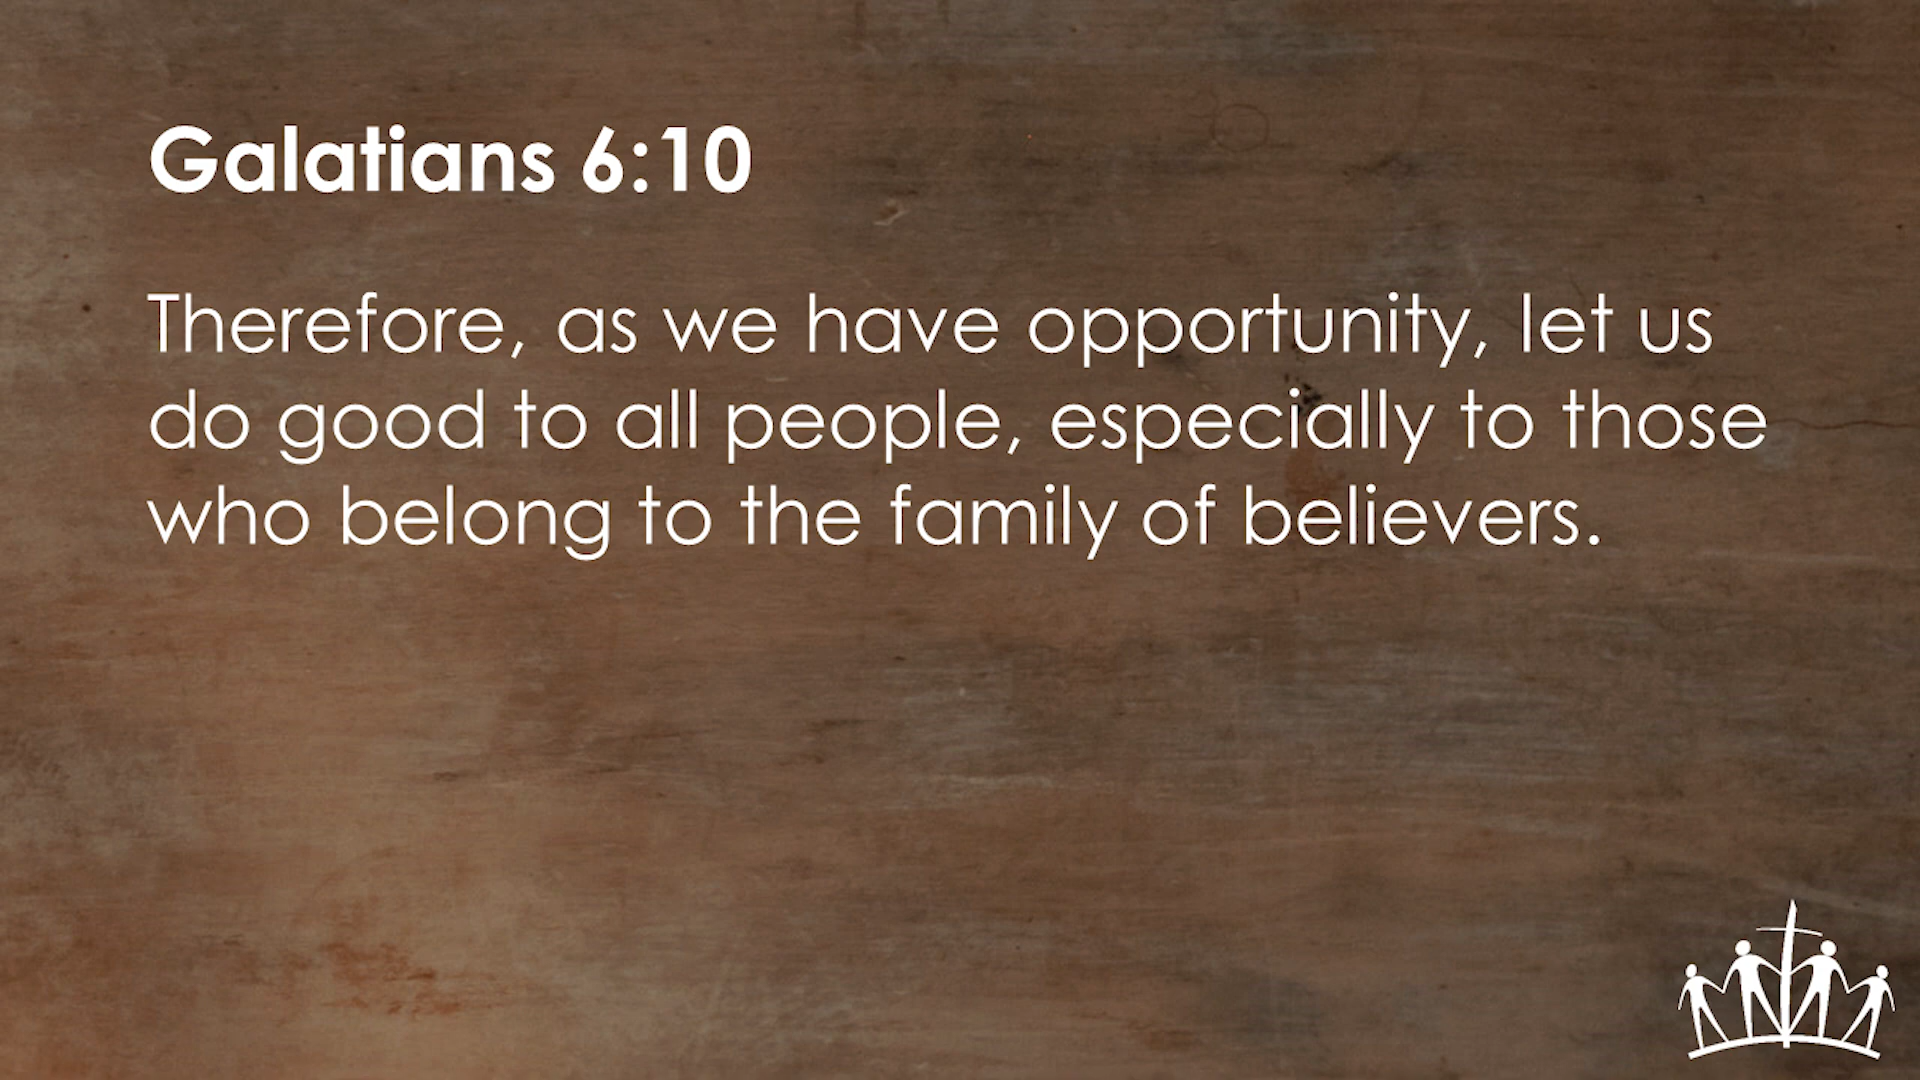 Galatians 6:10
Therefore, as we have opportunity, let us
do good to all people, especially to those
who belong to the family of believers.